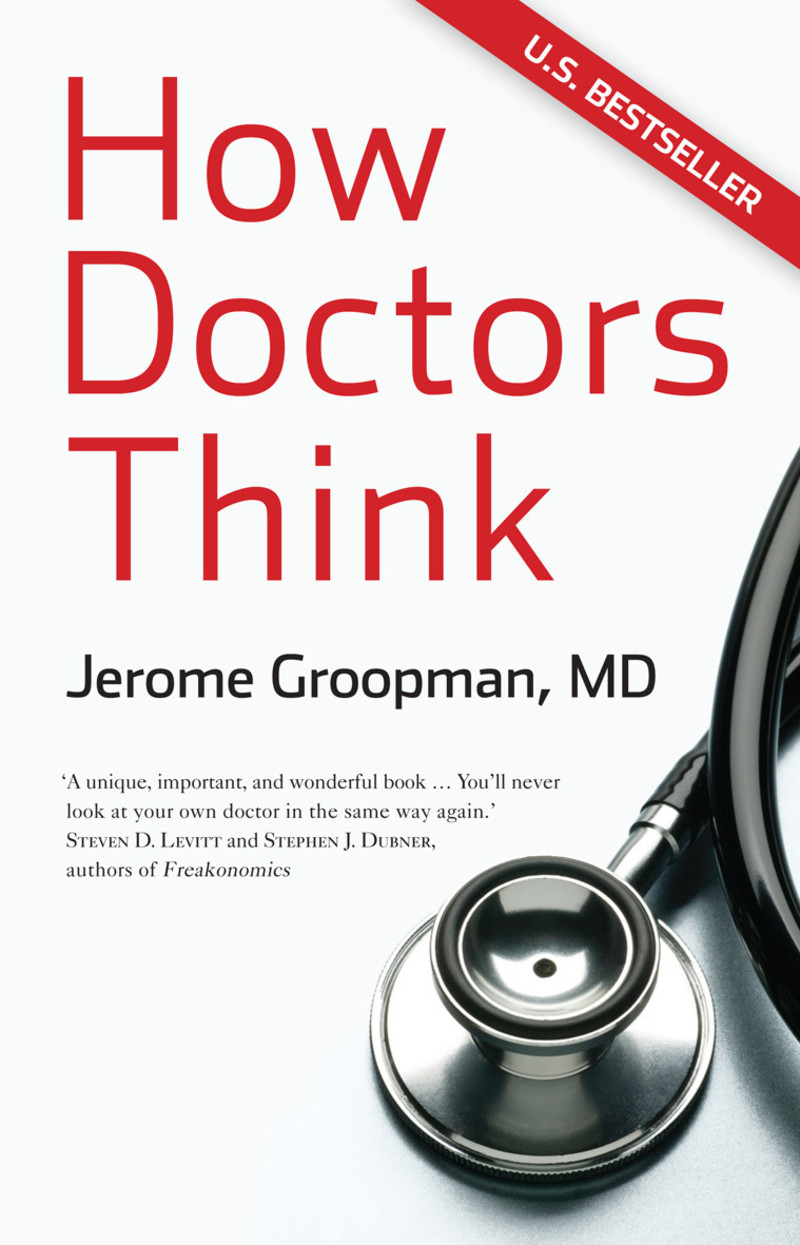 U.S. BESTSELLER
How
Doctors
Think
Jerome Groopman, MD
‘A unique, important, and wonderful book … You’ll never
look at your own doctor in the same way again.’
STEVEN D. LEVITT and STEPHEN J. DUBNER,
authors of Freakonomics